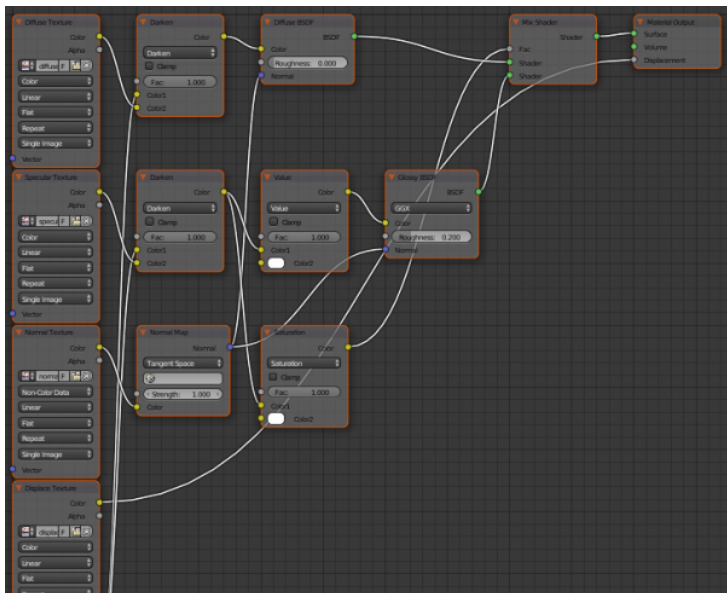 Diffuse Texture
Color
Alpha
diffuse F
Color
Linear
Flat
Repeat
Single Image
Vector
Darken
Color
Darken
Clamp
Fac: 1.000
Color1
Color2
Diffuse BSDF
BSDF
Color
Roughness: 0.000
Normal
Mix Shader
Shader
Fac
Shader
Shader
Material Output
Surface
Volume
Displacement
Specular Texture
Color
Alpha
specu F
Color
Linear
Flat
Repeat
Single Image
Vector
Darken
Color
Darken
Clamp
Fac: 1.000
Color1
Color2
Value
Color
Value
Clamp
Fac: 1.000
Color1
Color2
Glossy BSDF
BSDF
GGX
Color
Roughness: 0.200
Normal
Normal Texture
Color
Alpha
norma F
Non-Color Data
Linear
Flat
Repeat
Single Image
Vector
Normal Map
Normal
Tangent Space
Strength: 1.000
Color
Saturation
Color
Saturation
Clamp
Fac: 1.000
Color1
Color2
Displace Texture
Color
Alpha
displa F
Color
Linear
Flat